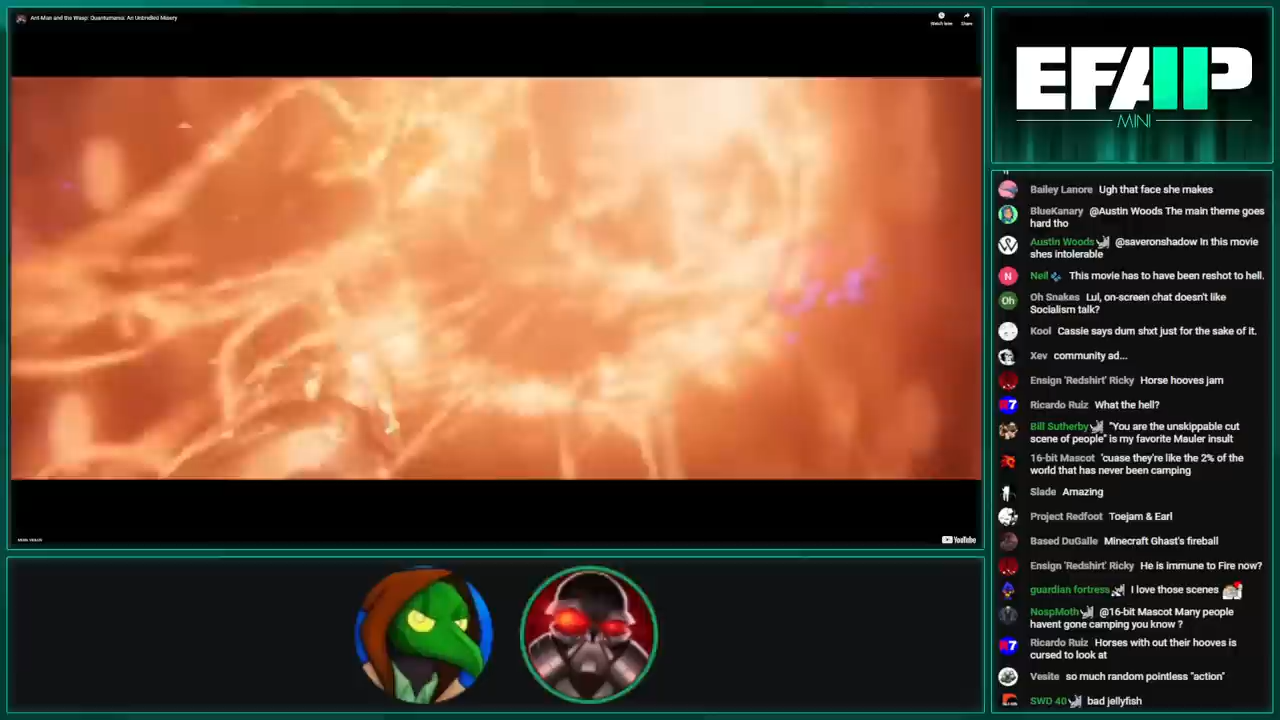 Ant-Man and the Wasp: Quantumania: An Unbridled Misery
Watch later
Share
MORE VIDEOS
YouTube
EFAP
MINI
Bailey Lanore Ugh that face she makes
BlueKanary @Austin Woods The main theme goes
hard tho
Austin Woods @saveronshadow In this movie
shes intolerable
Neil This movie has to have been reshot to hell.
Oh Snakes Lul, on-screen chat doesn't like
Socialism talk?
Kool Cassie says dum shxt just for the sake of it.
Xev community ad...
Ensign 'Redshirt' Ricky Horse hooves jam
Ricardo Ruiz What the hell?
Bill Sutherby "You are the unskippable cut
scene of people" is my favorite Mauler insult
16-bit Mascot 'cuase they're like the 2% of the
world that has never been camping
Slade Amazing
Project Redfoot Toejam & Earl
Based DuGalle Minecraft Ghast's fireball
Ensign 'Redshirt' Ricky He is immune to Fire now?
guardian fortress I love those scenes
NospMoth @16-bit Mascot Many people
havent gone camping you know ?
Ricardo Ruiz Horses with out their hooves is
cursed to look at
Vesite so much random pointless "action"
SWD 40 bad jellyfish